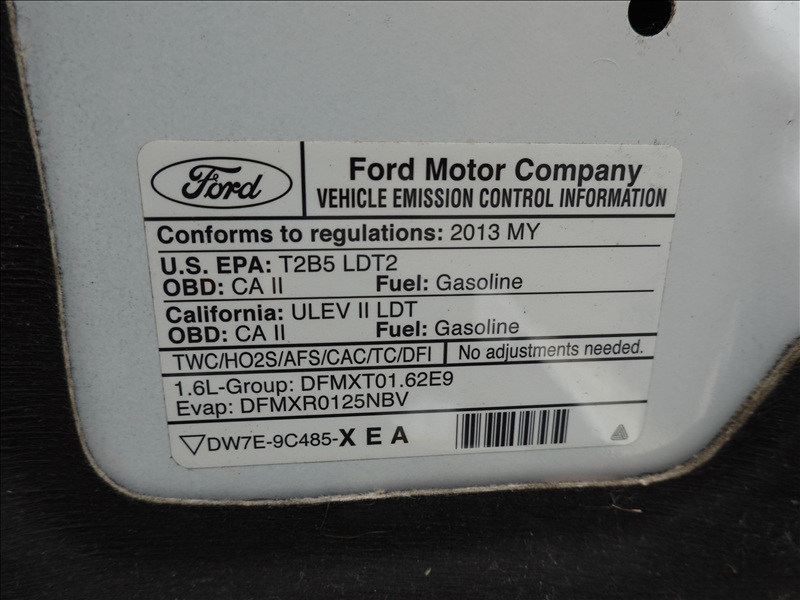 Ford
Ford Motor Company
VEHICLE EMISSION CONTROL INFORMATION
Conforms to regulations: 2013 MY
U.S. EPA: T2B5 LDT2
OBD: CA II Fuel: Gasoline
California: ULEV II LDT
OBD: CA II Fuel: Gasoline
TWC/HO2S/AFS/CAC/TC/DFI No adjustments needed.
1.6L-Group: DFMXT01.62E9
Evap: DFMXR0125NBV
DW7E-9C485-XEA